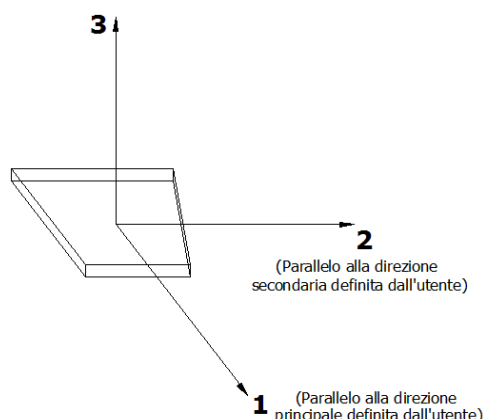 3
2
(Parallelo alla direzione
secondaria definita dall'utente)
1 (Parallelo alla direzione
principale definita dall'utente)